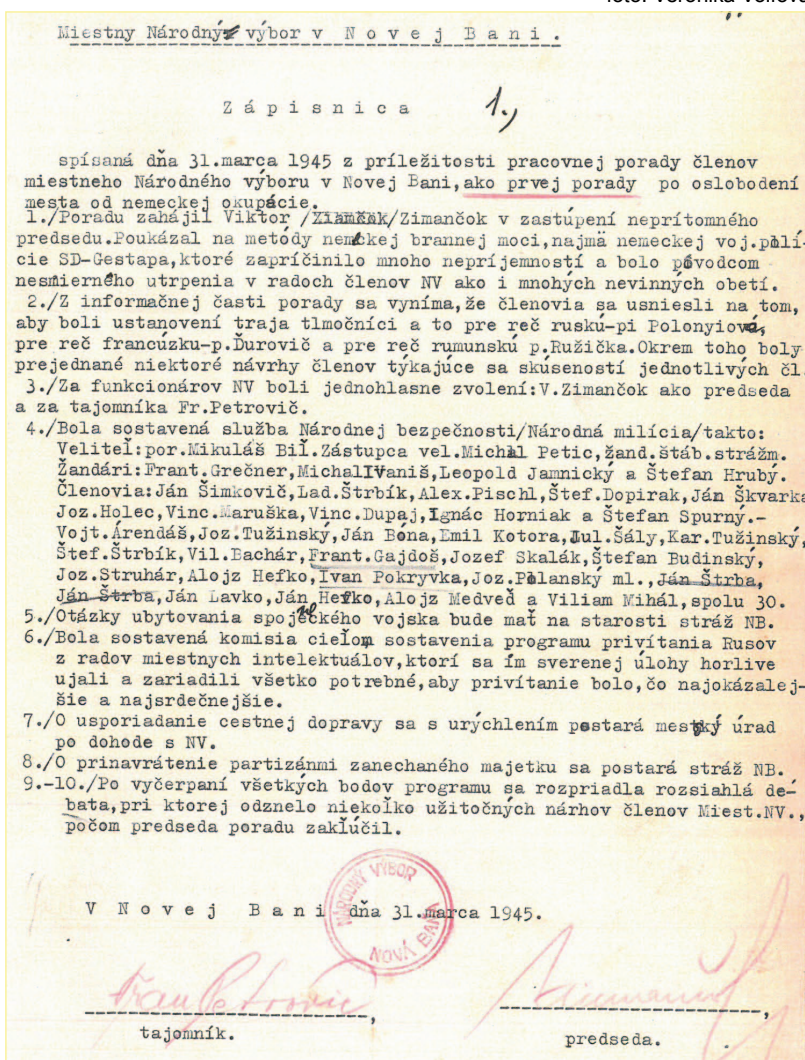 Miestny Národný výbor v N o v e j B a n i .
Z á p i s n i c a 1.,
spísaná dňa 31.marca 1945 z príležitosti pracovnej porady členov
miestneho Národného výboru v Novej Bani,ako prvej porady po oslobodení
mesta od nemeckej okupácie.
1./Poradu zahájil Viktor /Zimančok/Zimančok v zastúpení neprítomného
predsedu.Poukázal na metódy nemckej brannej moci,najmä nemeckej voj.polí-
cie SD-Gestapa,ktoré zapríčinilo mnoho nepríjemností a bolo pôvodcom
nesmierného utrpenia v radoch členov NV ako i mnohých nevinných obetí.
2./Z informačnej časti porady sa vyníma,že členovia sa usniesli na tom,
aby boli ustanovení traja tlmočníci a to pre reč ruskú-pi Polonyiová,
pre reč francúzku-p.Ďurovič a pre reč rumunskú p.Ružička.Okrem toho boly
prejednané niektoré návrhy členov týkajúce sa skúseností jednotlivých čl.
3./Za funkcionárov NV boli jednohlasne zvolení:V.Zimančok ako predseda
a za tajomníka Fr.Petrovič.
4./Bola sostavená služba Národnej bezpečnosti/Národná milícia/takto:
Veliteľ:por.Mikuláš Bíľ.Zástupca vel.Michal Petic,žand.štáb.strážm.
Žandári:Frant.Grečner,Michal Ivaniš,Leopold Jamnický a Štefan Hrubý.
Členovia:Ján Šimkovič,Lad.Štrbík,Alex.Pischl,Štef.Dopirak,Ján Škvarka
Joz.Holec,Vinc.Maruška,Vinc.Dupaj,Ignác Horniak a Štefan Spurný.-
Vojt.Árendáš,Joz.Tužinský,Ján Bóna,Emil Kotora,Jul.Šály,Kar.Tužinský,
Štef.Štrbík,Vil.Bachár,Frant.Gajdoš,Jozef Skalák,Štefan Budinský,
Joz.Struhár,Alojz Hefko,Ivan Pokryvka,Joz.Polanský ml.,Ján Štrba,
Ján Štrba,Ján Lavko,Ján Hefko,Alojz Medveď a Viliam Mihál,spolu 30.
5./Otázky ubytovania spojeneckého vojska bude mať na starosti stráž NB.
6./Bola sostavená komisia cieľom sostavenia programu privítania Rusov
z radov miestnych intelektuálov,ktorí sa ím sverenej úlohy horlive
ujali a zariadili všetko potrebné,aby privítanie bolo,čo najokázalej-
šie a najsrdečnejšie.
7./O usporiadanie cestnej dopravy sa s urýchlením postará mestký úrad
po dohode s NV.
8./O prinavrátenie partizánmi zanechaného majetku sa postará stráž NB.
9.-10./Po vyčerpaní všetkých bodov programu sa rozpriadla rozsiahlá de-
bata,pri ktorej odznelo niekoľko užitočných nárhov členov Miest.NV.,
počom predseda poradu zakľúčil.
V N o v e j B a n i dňa 31.marca 1945.
NÁRODNÝ VÝBOR
NOVÁ BAŇA
Fran Petrovič
tajomník.
predseda.